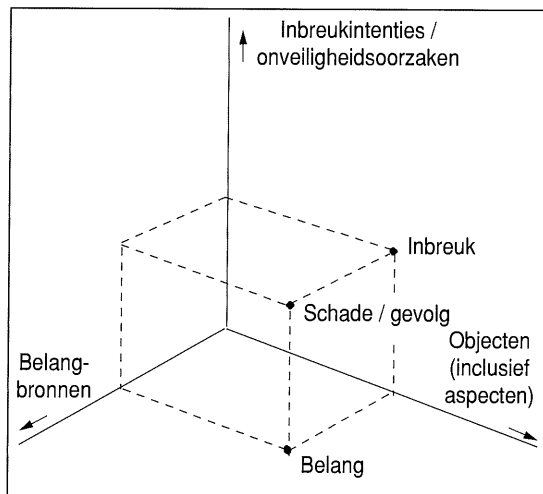 Inbreukintenties /
onveiligheidsoorzaken
Inbreuk
Schade / gevolg
Belang-
bronnen
Objecten
(inclusief
aspecten)
Belang